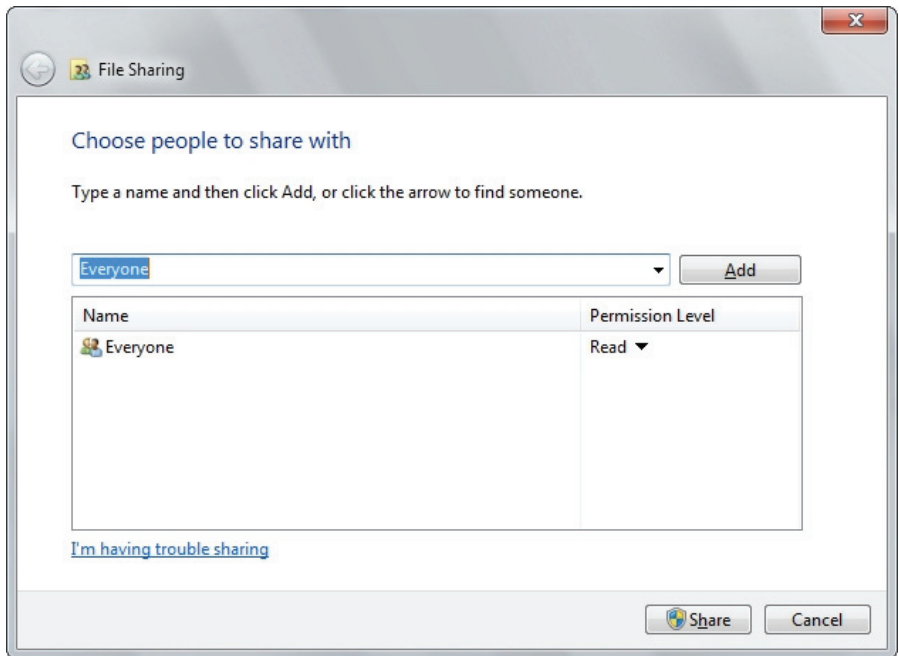 File Sharing
Choose people to share with
Type a name and then click Add, or click the arrow to find someone.
Everyone Add
Name Permission Level
Everyone Read
I'm having trouble sharing
Share Cancel